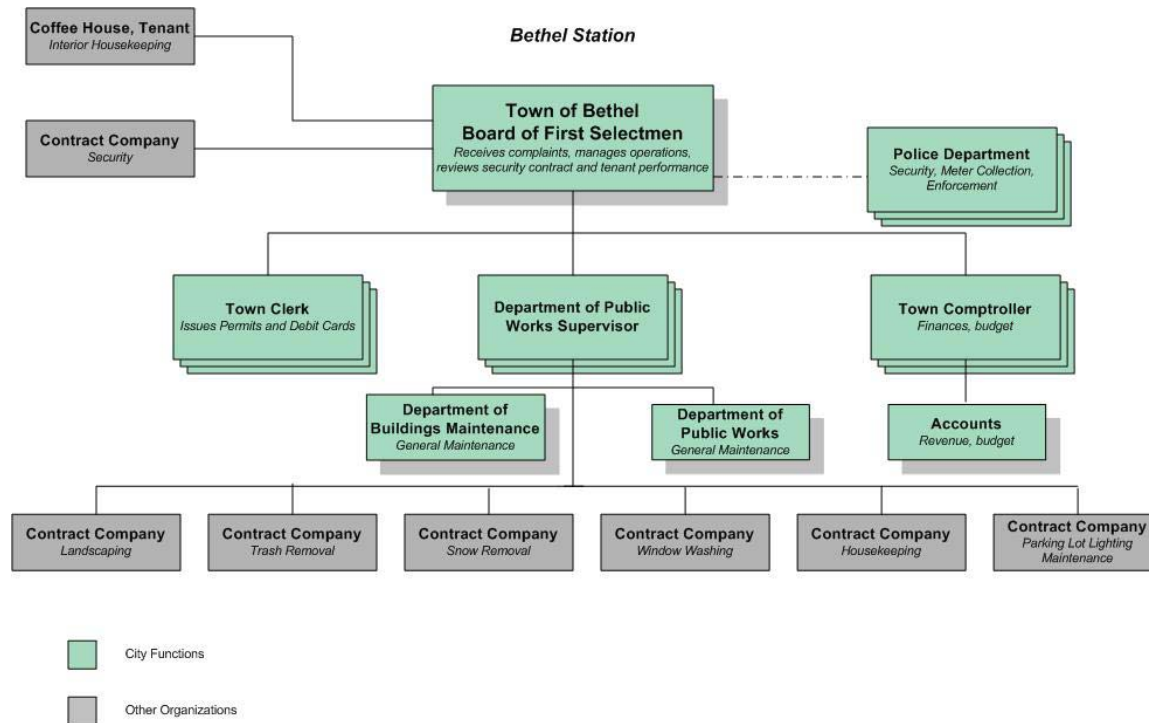 Coffee House, Tenant
Interior Housekeeping
Bethel Station
Town of Bethel
Board of First Selectmen
Receives complaints, manages operations,
reviews security contract and tenant performance
Contract Company
Security
Police Department
Security, Meter Collection,
Enforcement
Town Clerk
Issues Permits and Debit Cards
Department of Public
Works Supervisor
Town Comptroller
Finances, budget
Department of
Buildings Maintenance
General Maintenance
Department of
Public Works
General Maintenance
Accounts
Revenue, budget
Contract Company
Landscaping
Contract Company
Trash Removal
Contract Company
Snow Removal
Contract Company
Window Washing
Contract Company
Housekeeping
Contract Company
Parking Lot Lighting
Maintenance
City Functions
Other Organizations